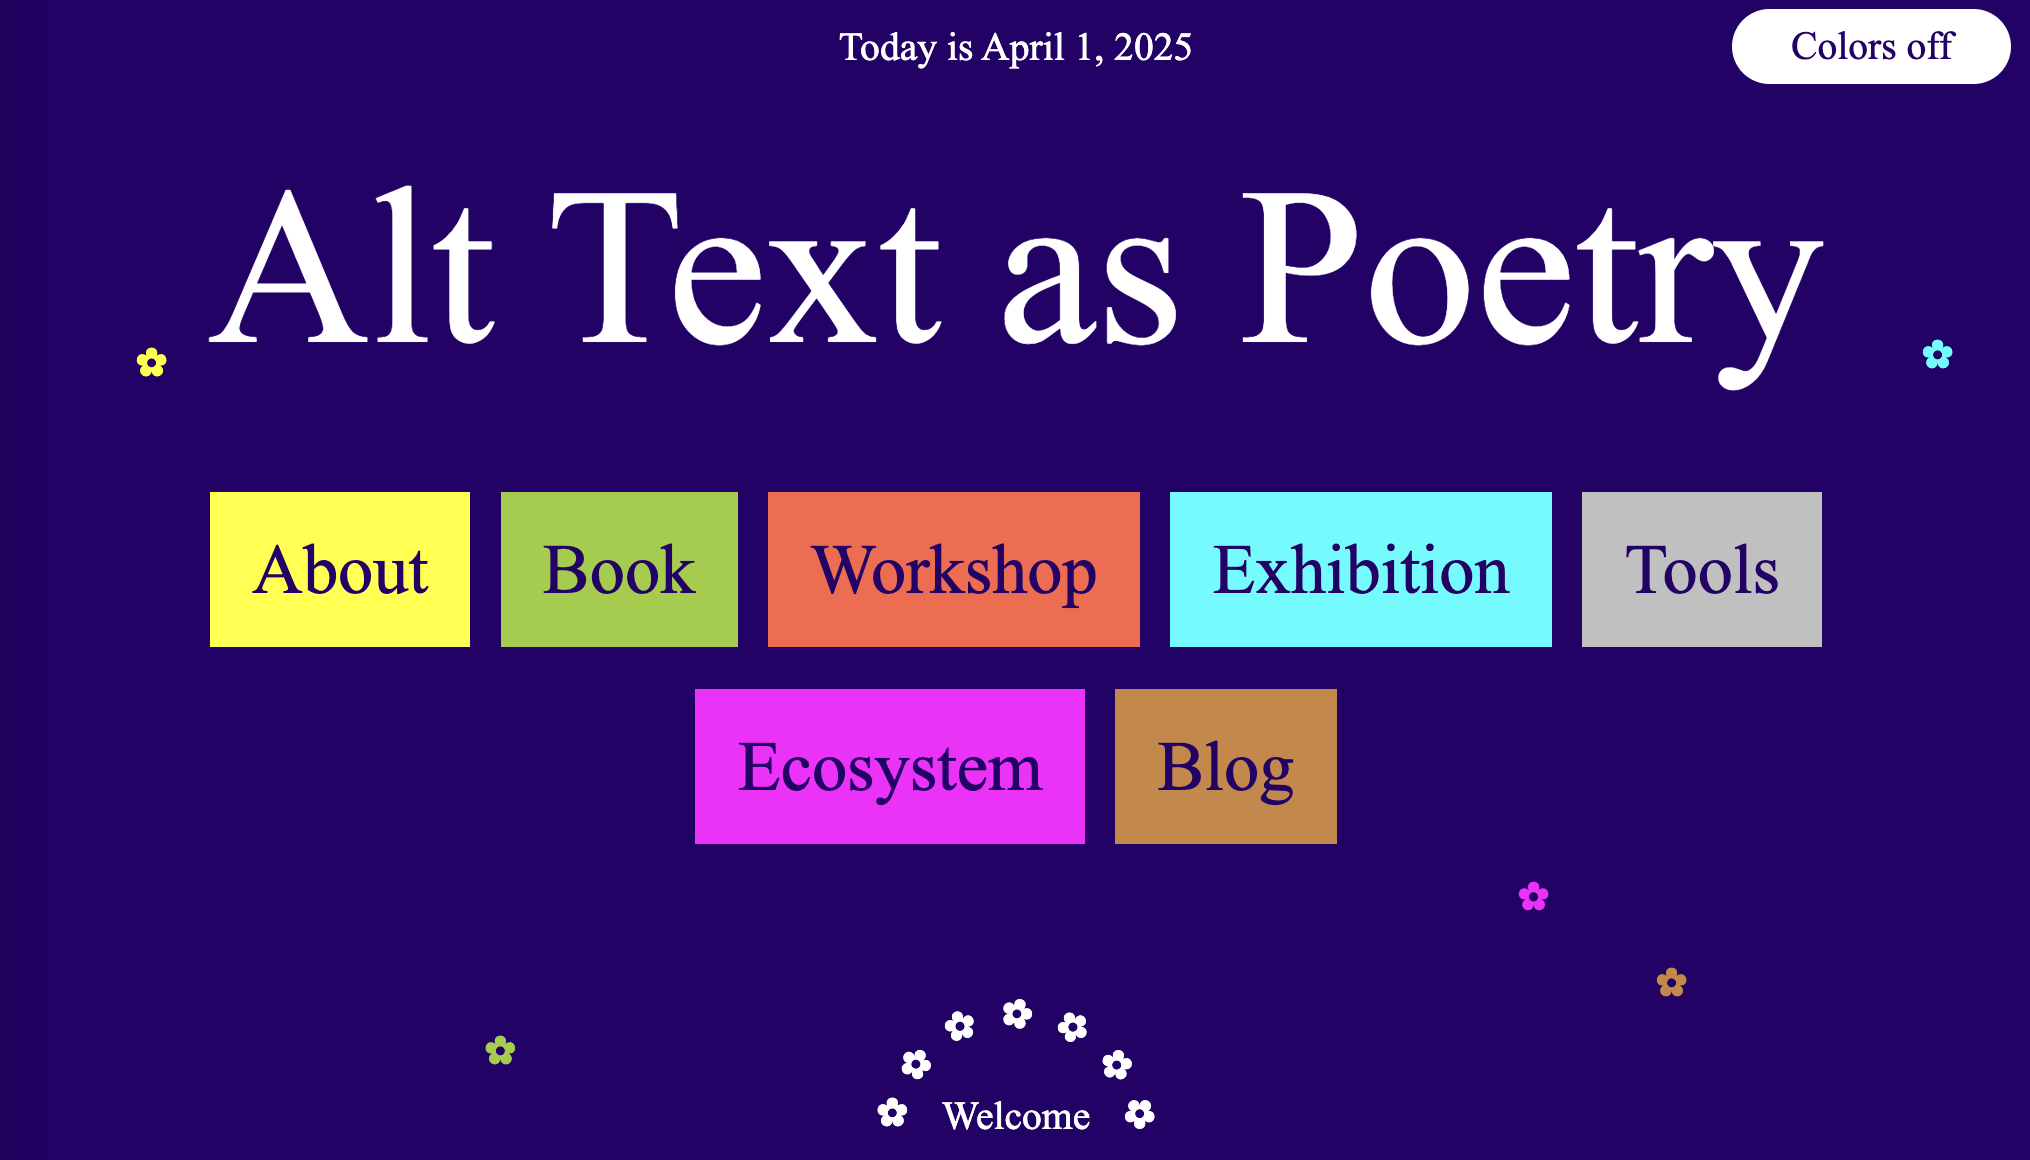 Today is April 1, 2025
Colors off
Alt Text as Poetry
About
Book
Workshop
Exhibition
Tools
Ecosystem
Blog
Welcome